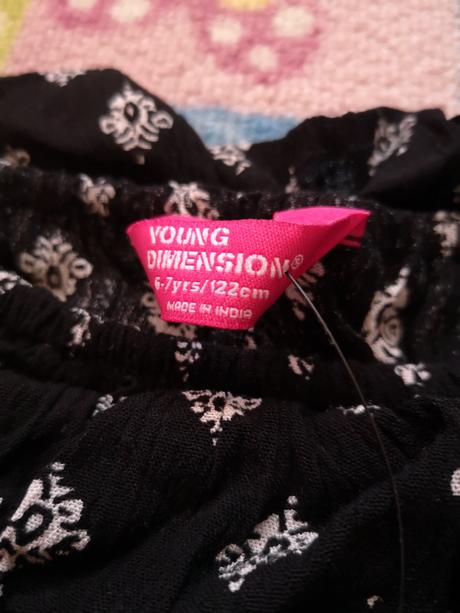 YOUNG
DIMENSION®
6-7yrs/122cm
MADE IN INDIA